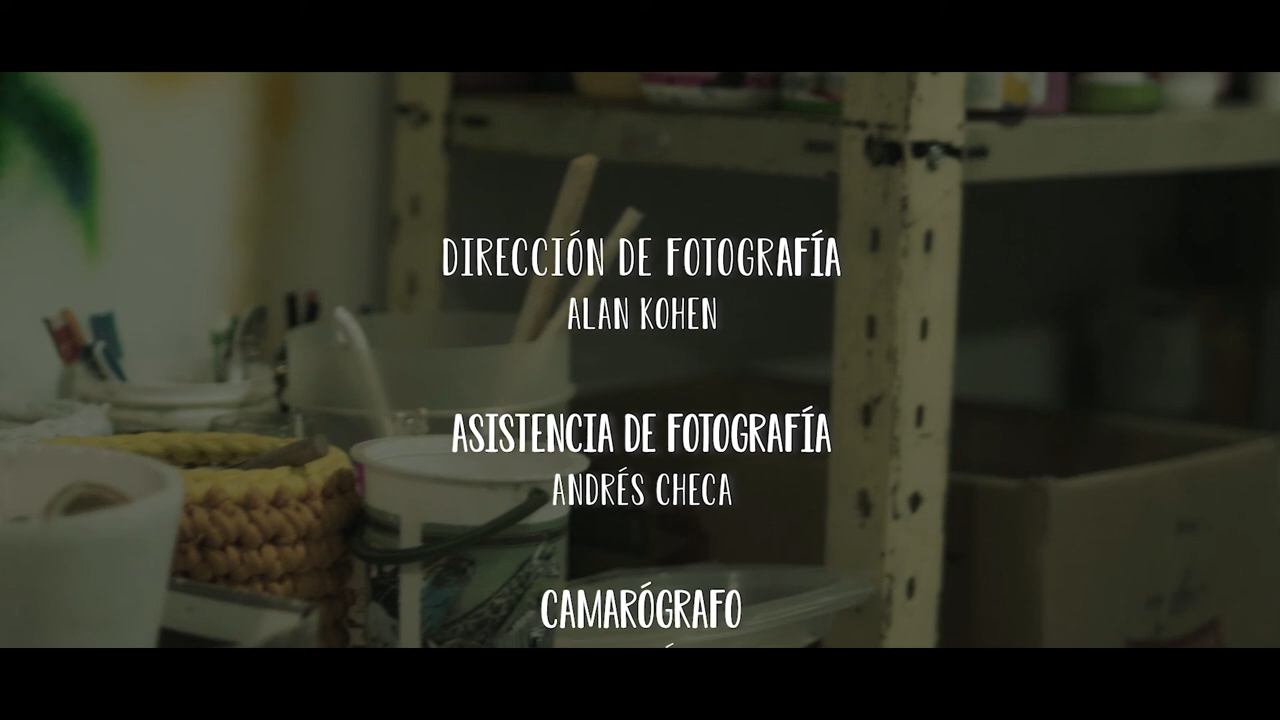 DIRECCIÓN DE FOTOGRAFÍA
ALAN KOHEN
ASISTENCIA DE FOTOGRAFÍA
ANDRÉS CHECA
CAMARÓGRAFO